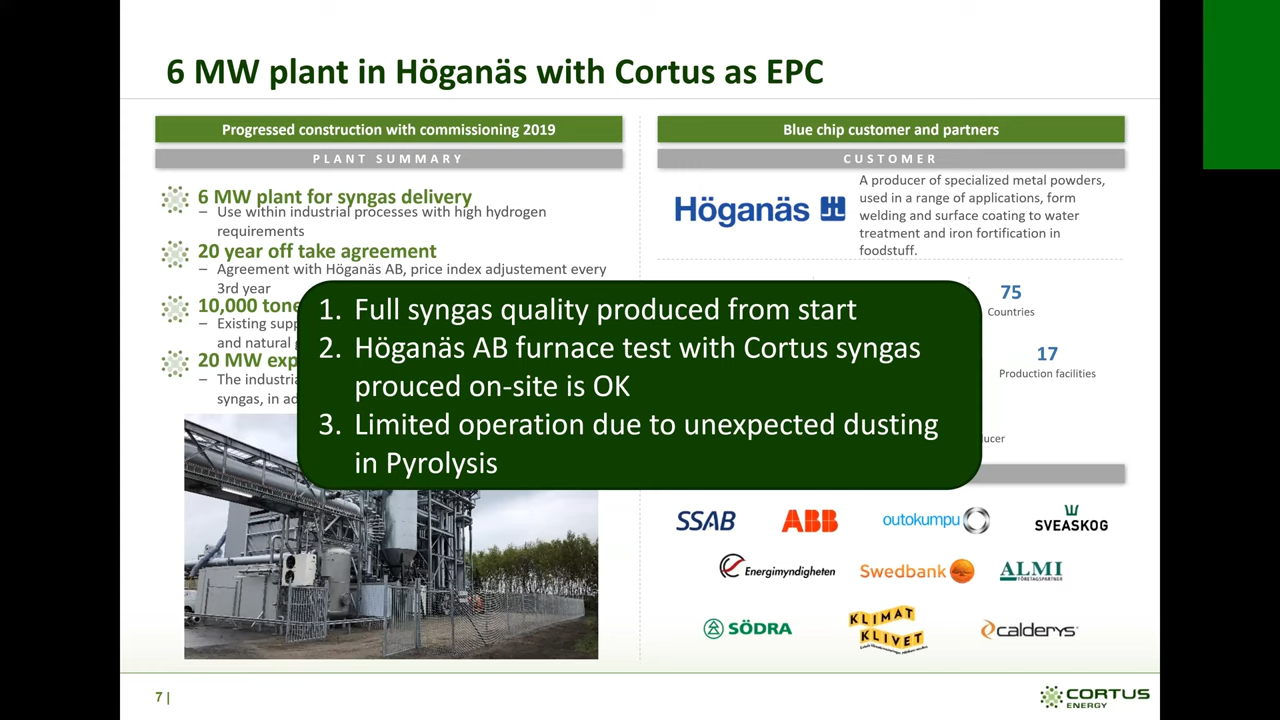 6 MW plant in Höganäs with Cortus as EPC
Progressed construction with commissioning 2019
PLANT SUMMARY
6 MW plant for syngas delivery
– Use within industrial processes with high hydrogen
requirements
20 year off take agreement
– Agreement with Höganäs AB, price index adjustement every
3rd year
10,000
– Existing
and natural
20 MW
– The
syngas, in
Blue chip customer and partners
CUSTOMER
Höganäs
A producer of specialized metal powders,
used in a range of applications, form
welding and surface coating to water
treatment and iron fortification in
foodstuff.
75
Countries
17
Production facilities
1. Full syngas quality produced from start
2. Höganäs AB furnace test with Cortus syngas
prouced on-site is OK
3. Limited operation due to unexpected dusting
in Pyrolysis
SSAB
ABB
outokumpu
SVEASKOG
Energimyndigheten
Swedbank
ALMI
FÖRETAGSPARTNER
SÖDRA
KLIMAT
KLIVET
calderys
7 |
CORTUS
ENERGY